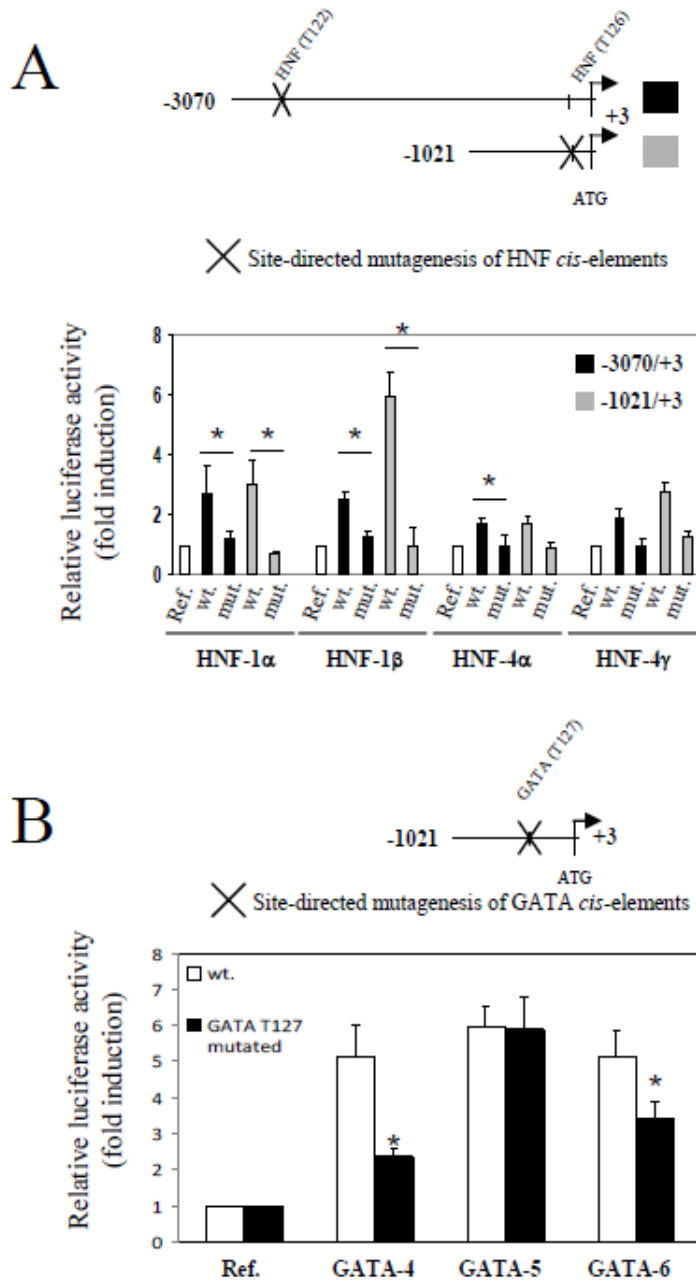 A
HNF (T122)
HNF (T126)
-3070
+3
-1021
ATG
Site-directed mutagenesis of HNF cis-elements
Relative luciferase activity
(fold induction)
8
6
4
2
0
*
*
*
*
*
-3070/+3
-1021/+3
Ref. wt. mut. wt. mut. Ref. wt. mut. wt. mut. Ref. wt. mut. wt. mut. Ref. wt. mut. wt. mut.
HNF-1α HNF-1β HNF-4α HNF-4γ
B
GATA (T127)
-1021
+3
ATG
Site-directed mutagenesis of GATA cis-elements
Relative luciferase activity
(fold induction)
8
7
6
5
4
3
2
1
0
wt.
GATA T127
mutated
*
*
Ref. GATA-4 GATA-5 GATA-6